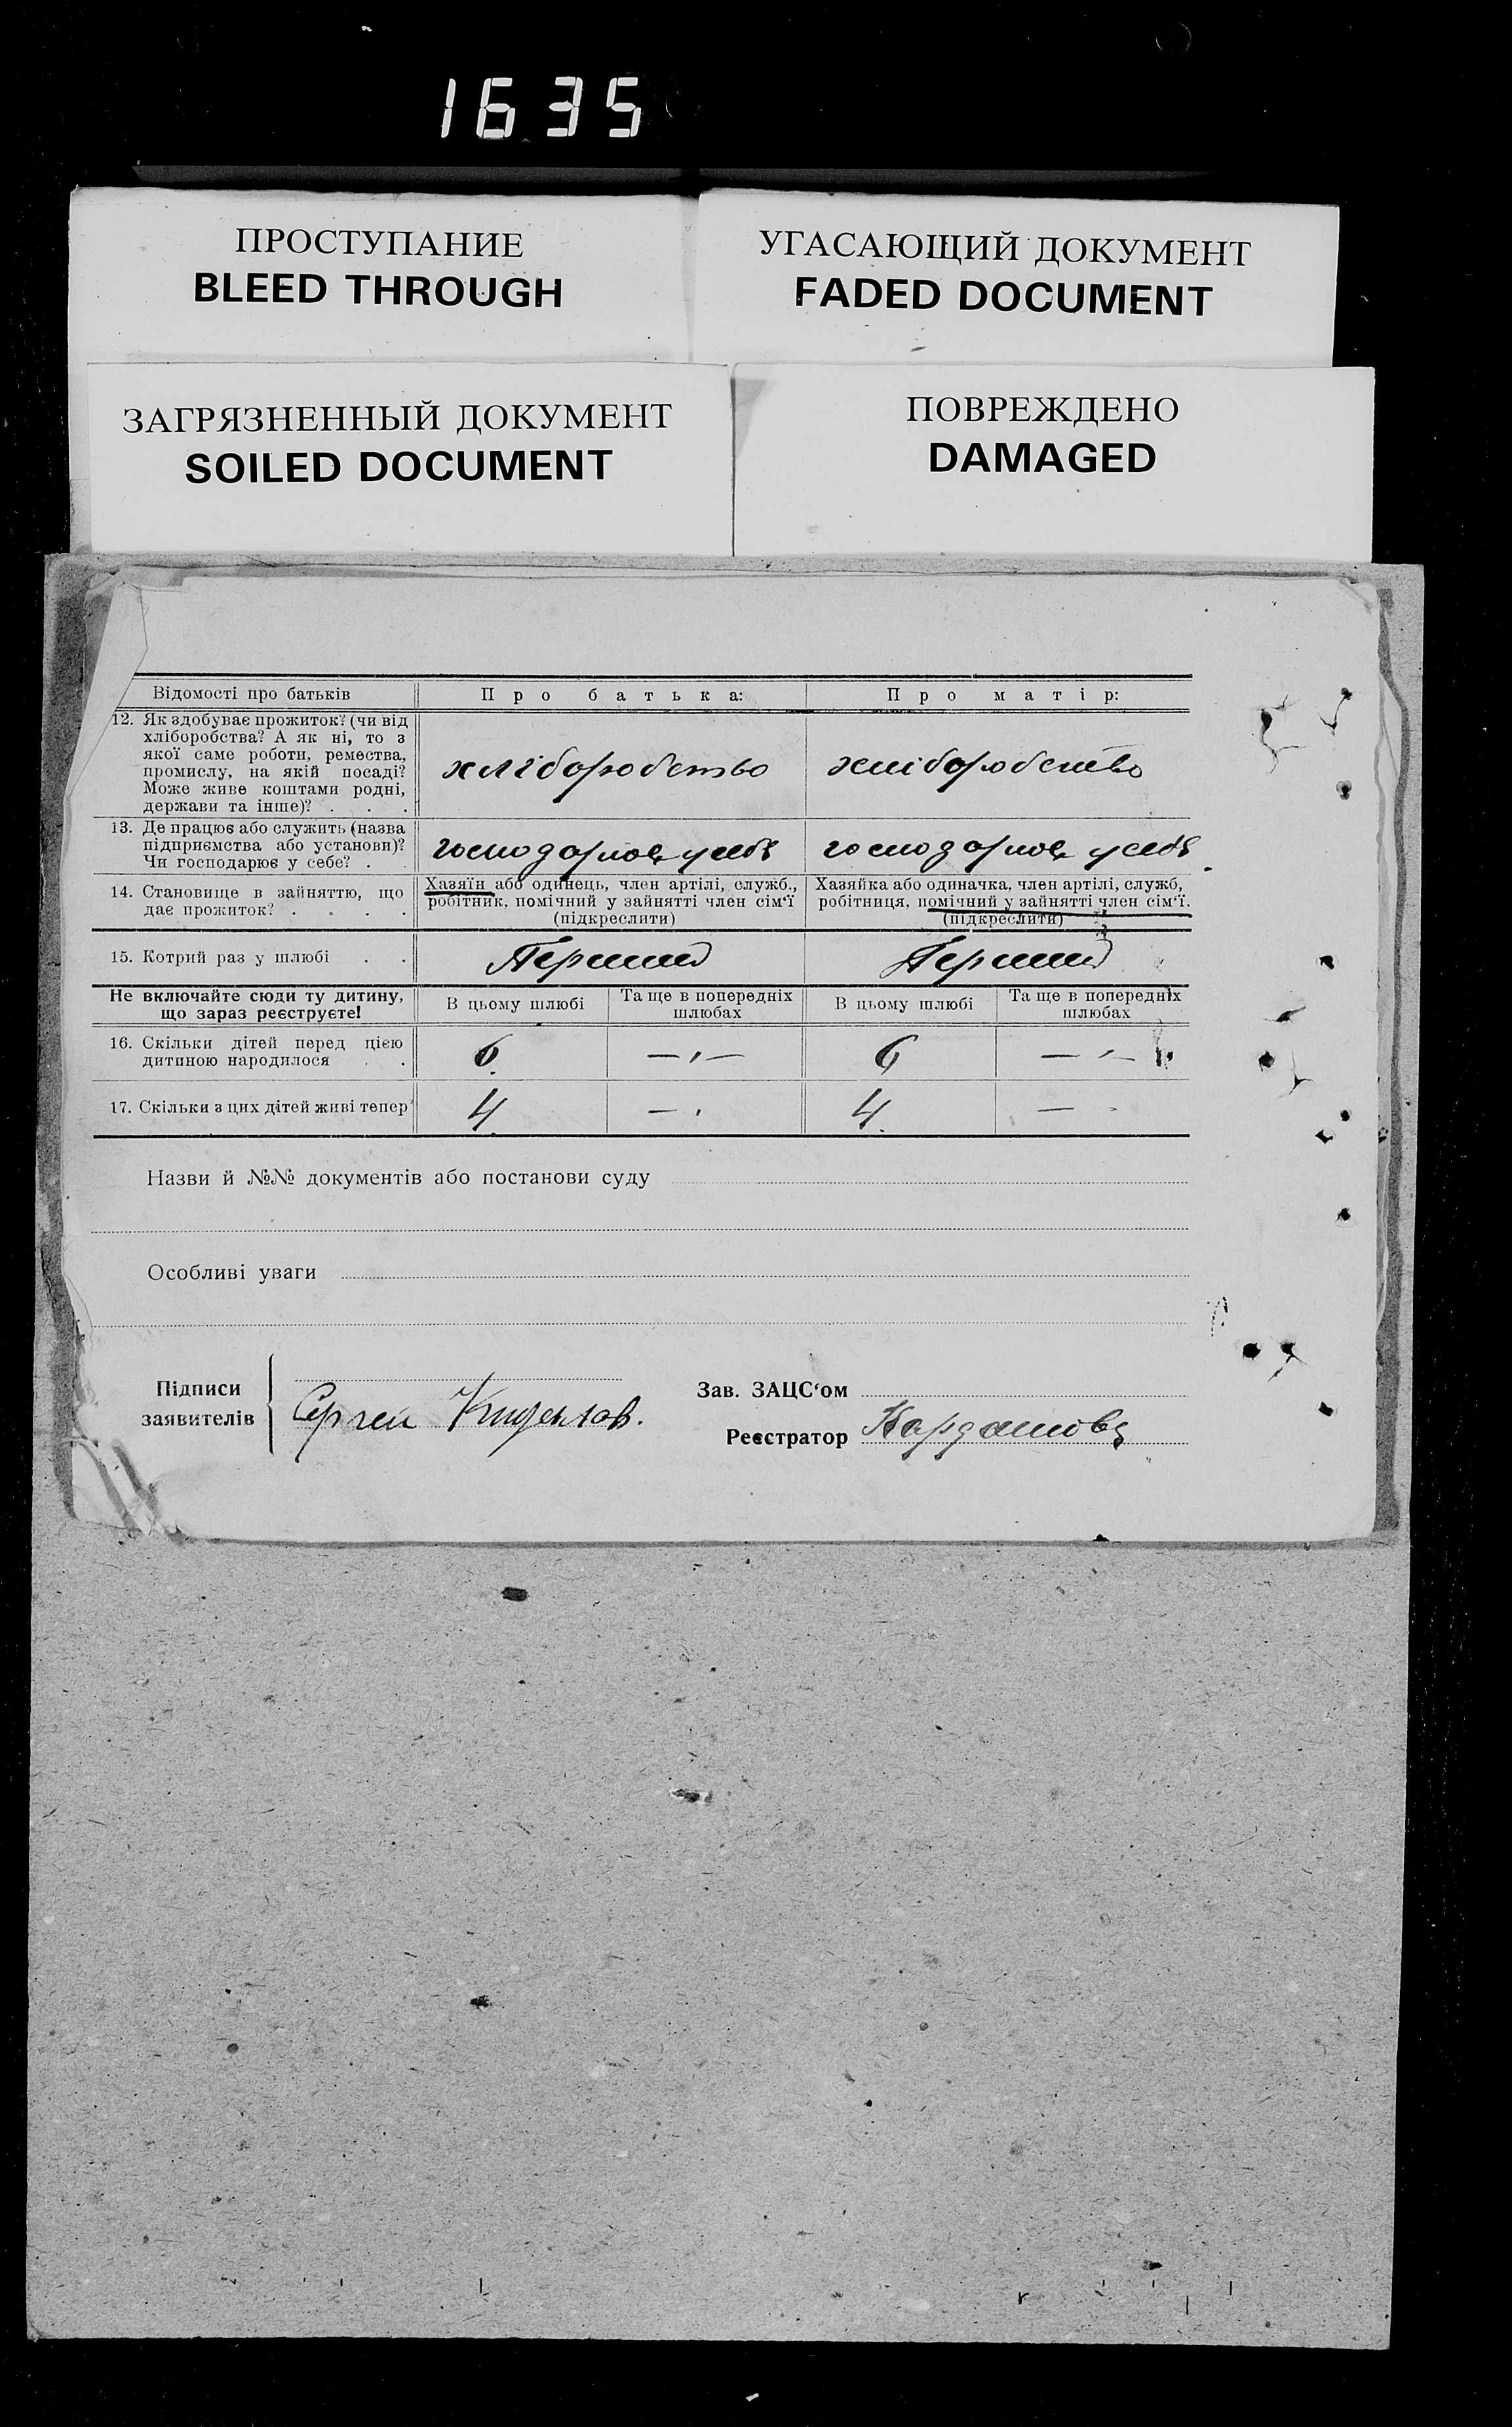 1635
ПРОСТУПАНИЕ
BLEED THROUGH
УГАСАЮЩИЙ ДОКУМЕНТ
FADED DOCUMENT
ЗАГРЯЗНЕННЫЙ ДОКУМЕНТ
SOILED DOCUMENT
ПОВРЕЖДЕНО
DAMAGED
Відомості про батьків
Про батька:
Про матір:
12. Як здобуває прожиток? (чи від
хліборобства? А як ні, то з
якої саме роботи, ремества,
промислу, на якій посаді?
Може живе коштами родні,
держави та інше)? . . .
хліборобство
хліборобство
13. Де працює або служить (назва
підприємства або установи)?
Чи господарює у себе? .
господарює у себе
господарює у себе
14. Становище в зайняттю, що
дає прожиток? . . . .
Хазяїн або одинець, член артілі, служб.,
робітник, помічний у зайнятті член сім'ї
(підкреслити)
Хазяйка або одиначка, член артілі, служб,
робітниця, помічний у зайнятті член сім'ї.
(підкреслити)
15. Котрий раз у шлюбі . .
Перший
Перший
Не включайте сюди ту дитину,
що зараз реєструєте!
В цьому шлюбі
Та ще в попередніх
шлюбах
В цьому шлюбі
Та ще в попередніх
шлюбах
16. Скільки дітей перед цією
дитиною народилося . .
6
—„—
6
—„—
17. Скільки з цих дітей живі тепер
4
—„
4
—
Назви й №№ документів або постанови суду
Особливі уваги
Підписи
заявителів
Сергей
Зав. ЗАЦС'ом
Реєстратор